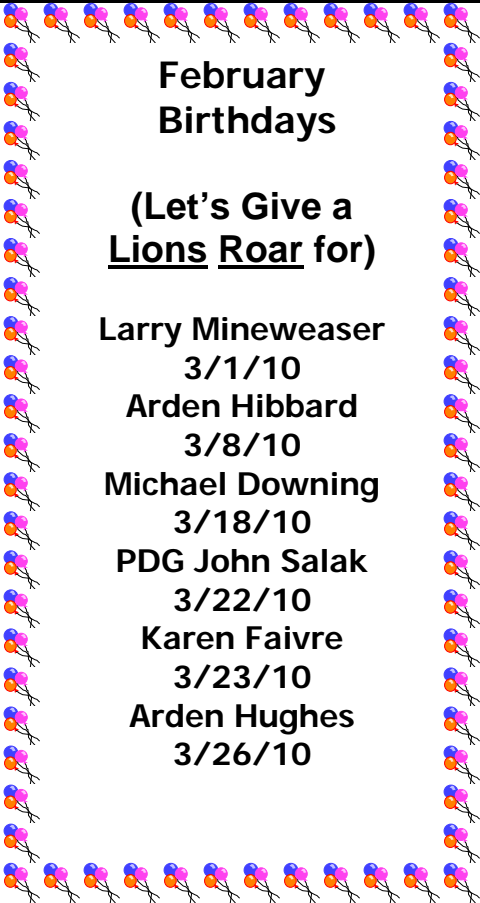 February
Birthdays
(Let's Give a
Lions Roar for)
Larry Mineweaser
3/1/10
Arden Hibbard
3/8/10
Michael Downing
3/18/10
PDG John Salak
3/22/10
Karen Faivre
3/23/10
Arden Hughes
3/26/10